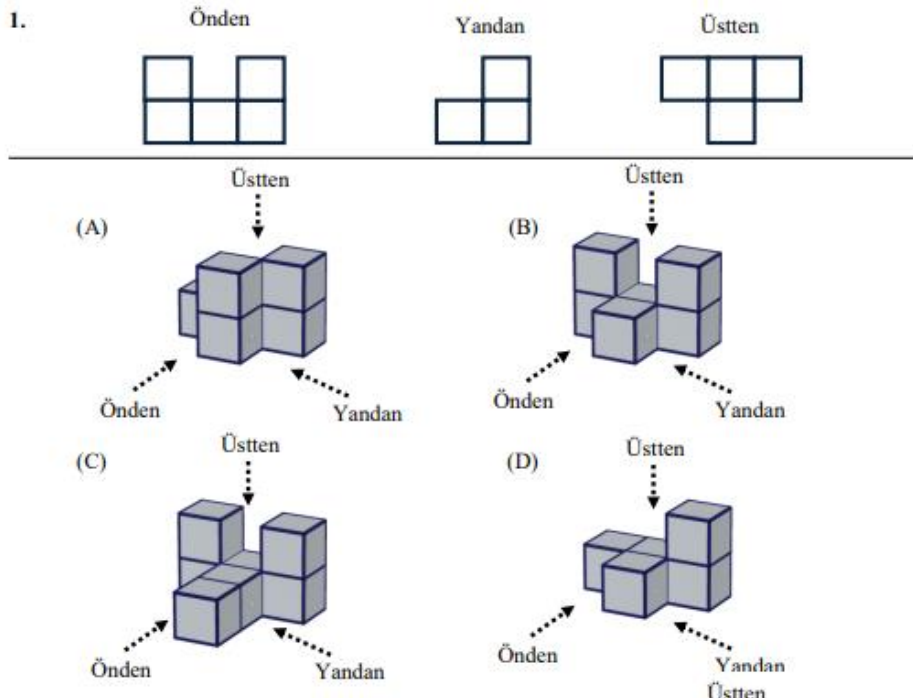 1.
Önden Yandan Üstten
Üstten Üstten
(A) (B)
Önden Yandan Önden Yandan
Üstten Üstten
(C) (D)
Önden Yandan Önden Yandan
Üstten